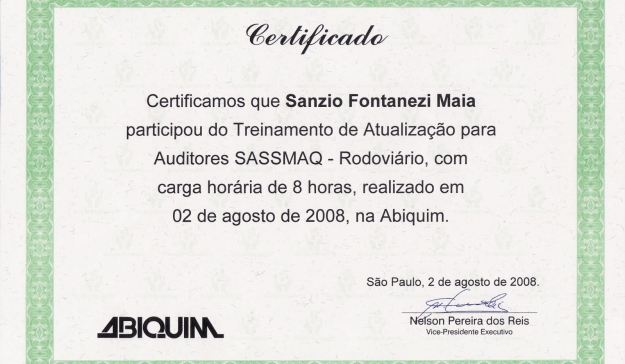 Certificado
Certificamos que Sanzio Fontanezi Maia
participou do Treinamento de Atualização para
Auditores SASSMAQ - Rodoviário, com
carga horária de 8 horas, realizado em
02 de agosto de 2008, na Abiquim.
São Paulo, 2 de agosto de 2008.
Nelson Pereira dos Reis
Vice-Presidente Executivo
ABIQUIM